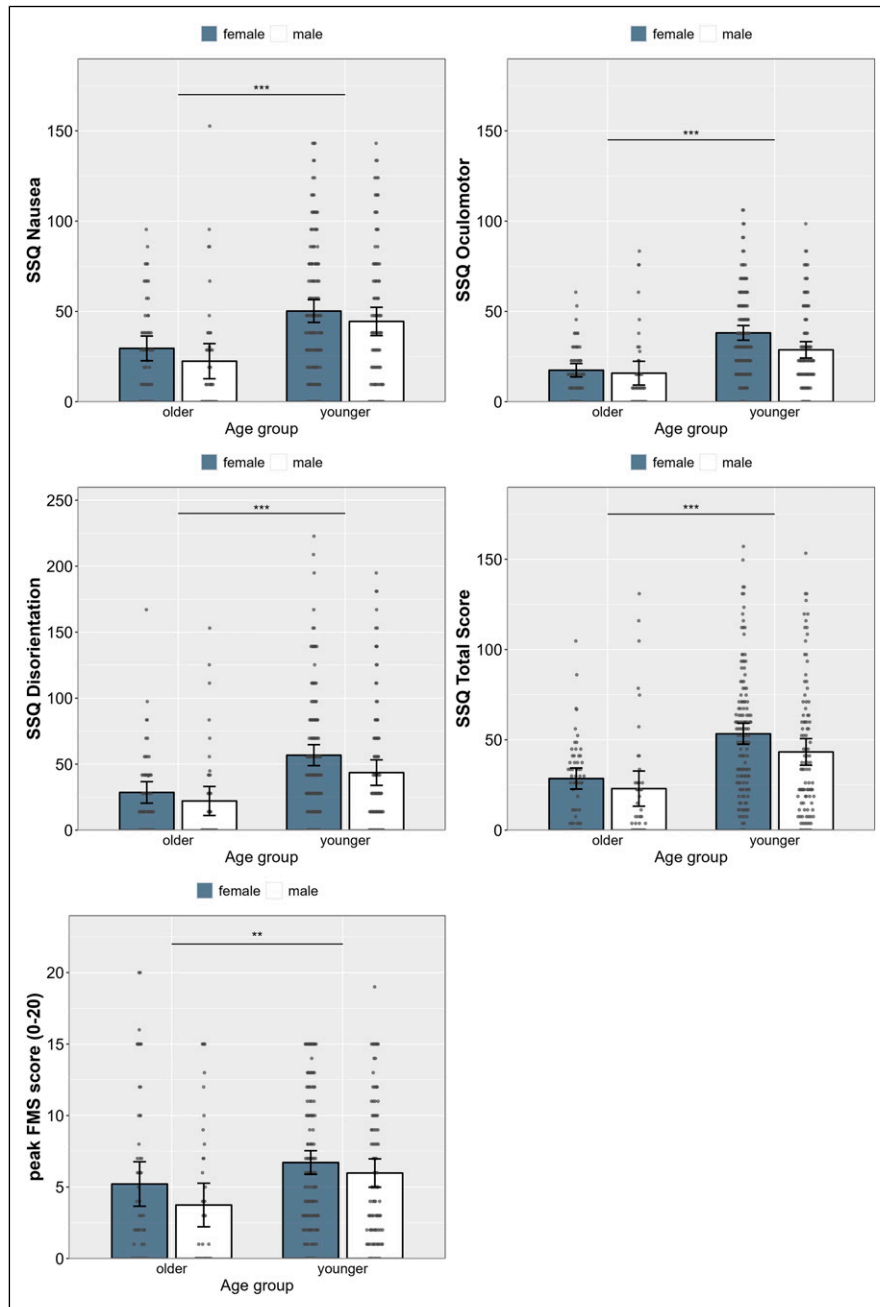 female male
female male
***
***
SSQ Nausea
150
100
50
0
older younger
Age group
SSQ Oculomotor
150
100
50
0
older younger
Age group
female male
female male
***
***
SSQ Disorientation
250
200
150
100
50
0
older younger
Age group
SSQ Total Score
150
100
50
0
older younger
Age group
female male
**
peak FMS score (0-20)
20
15
10
5
0
older younger
Age group